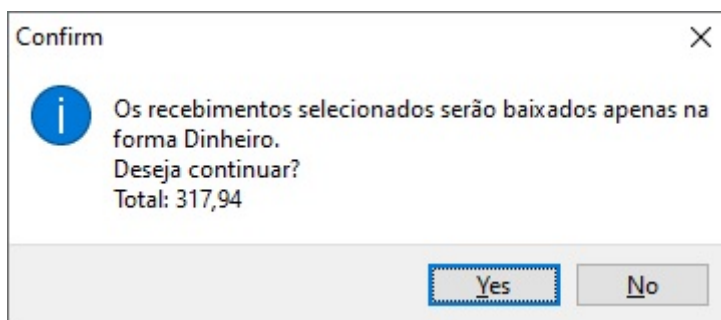 Confirm
Os recebimentos selecionados serão baixados apenas na
forma Dinheiro.
Deseja continuar?
Total: 317,94
Yes
No